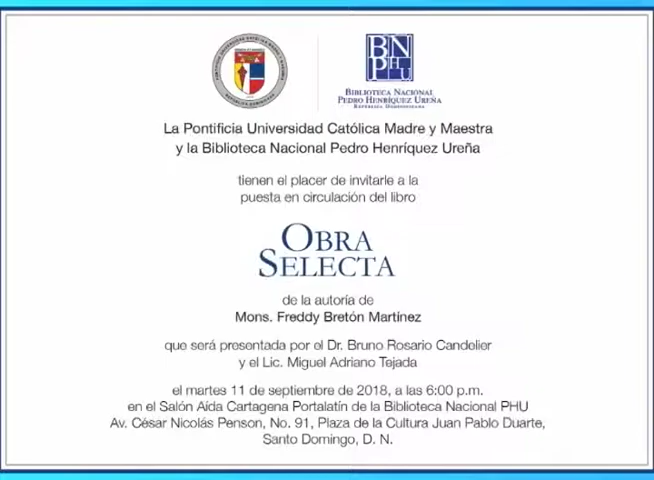 BN
PHU
BIBLIOTECA NACIONAL
PEDRO HENRÍQUEZ UREÑA
REPÚBLICA DOMINICANA
La Pontificia Universidad Católica Madre y Maestra
y la Biblioteca Nacional Pedro Henríquez Ureña
tienen el placer de invitarle a la
puesta en circulación del libro
OBRA
SELECTA
de la autoría de
Mons. Freddy Bretón Martínez
que será presentada por el Dr. Bruno Rosario Candelier
y el Lic. Miguel Adriano Tejada
el martes 11 de septiembre de 2018, a las 6:00 p.m.
en el Salón Aída Cartagena Portalatín de la Biblioteca Nacional PHU
Av. César Nicolás Penson, No. 91, Plaza de la Cultura Juan Pablo Duarte,
Santo Domingo, D. N.